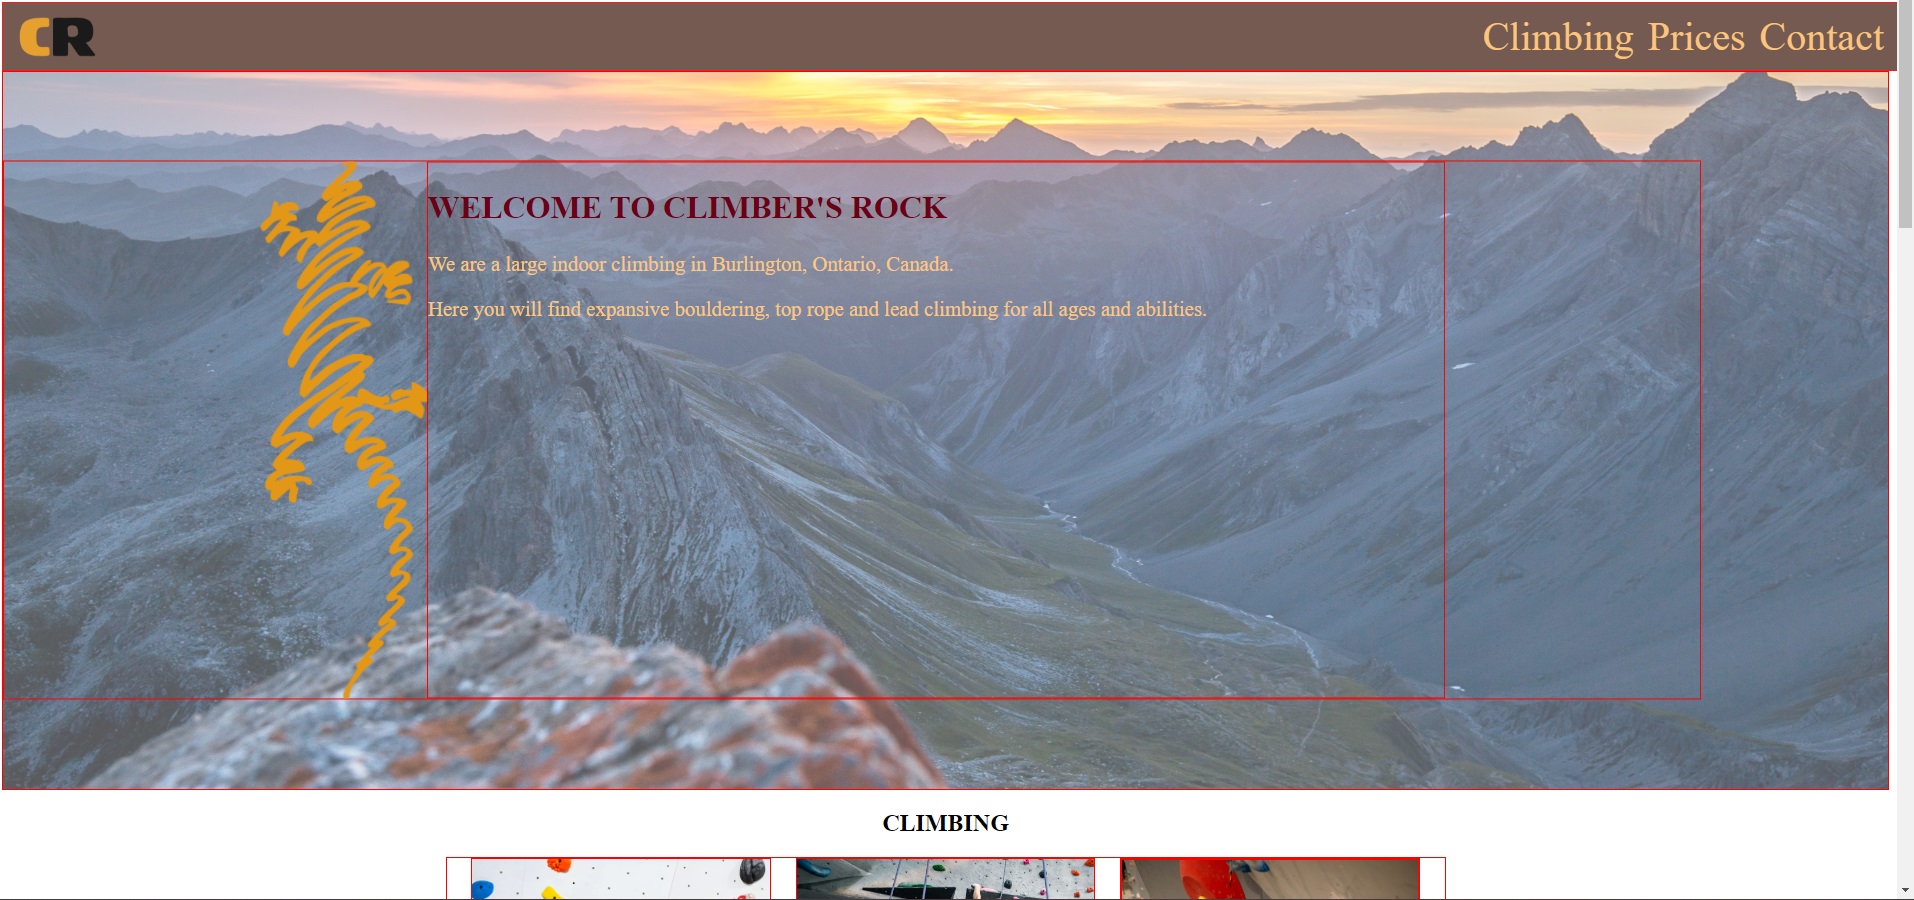 CR
Climbing Prices Contact
WELCOME TO CLIMBER'S ROCK
We are a large indoor climbing in Burlington, Ontario, Canada.
Here you will find expansive bouldering, top rope and lead climbing for all ages and abilities.
CLIMBING